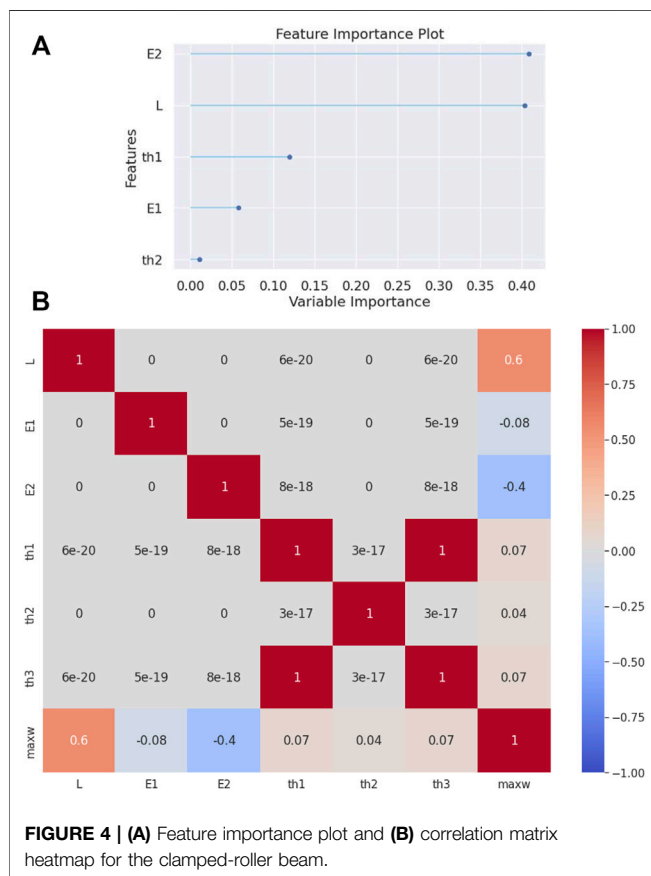 A
Feature Importance Plot
Features
E2
L
th1
E1
th2
0.00 0.05 0.10 0.15 0.20 0.25 0.30 0.35 0.40
Variable Importance
B
L 1 0 0 6e-20 0 6e-20 0.6
E1 0 1 0 5e-19 0 5e-19 -0.08
E2 0 0 1 8e-18 0 8e-18 -0.4
th1 6e-20 5e-19 8e-18 1 3e-17 1 0.07
th2 0 0 0 3e-17 1 3e-17 0.04
th3 6e-20 5e-19 8e-18 1 3e-17 1 0.07
maxw 0.6 -0.08 -0.4 0.07 0.04 0.07 1
L E1 E2 th1 th2 th3 maxw
1.00
0.75
0.50
0.25
0.00
−0.25
−0.50
−0.75
−1.00
FIGURE 4 | (A) Feature importance plot and (B) correlation matrix
heatmap for the clamped-roller beam.